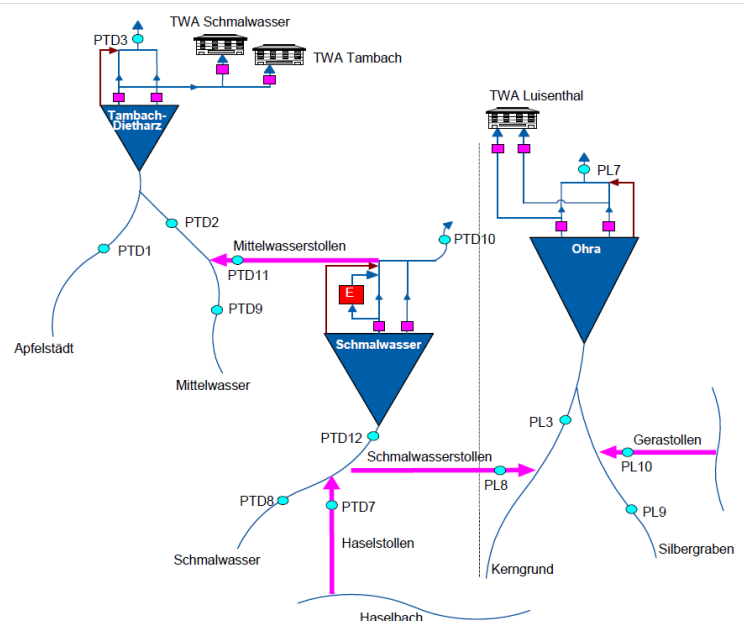 TWA Schmalwasser
PTD3
TWA Tambach
TWA Luisenthal
Tambach-
Dietharz
PL7
PTD2
PTD1
Mittelwasserstollen
PTD10
PTD11
Ohra
E
PTD9
Schmalwasser
Apfelstädt
Mittelwasser
PL3
PTD12
Gerastollen
Schmalwasserstollen
PL10
PL8
PTD8
PTD7
PL9
Haselstollen
Silbergraben
Schmalwasser
Kerngrund
Haselbach